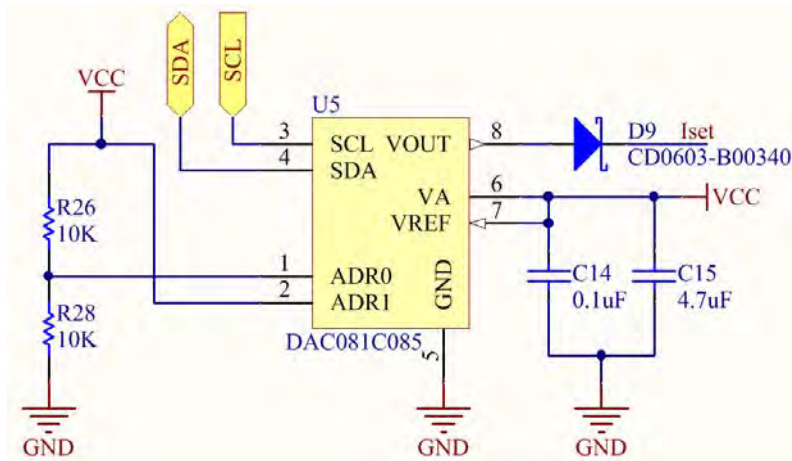 SDA
SCL
VCC
U5
3
SCL
VOUT
8
D9
Iset
4
SDA
CD0603-B00340
VA
6
VCC
VREF
7
R26
10K
1
ADR0
C14
0.1uF
C15
4.7uF
2
ADR1
GND
R28
10K
DAC081C085
5
GND
GND
GND